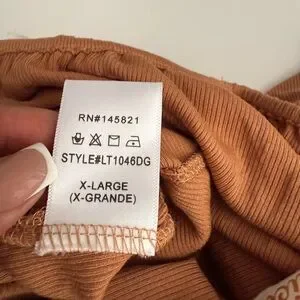 RN#145821
STYLE#LT1046DG
X-LARGE
(X-GRANDE)